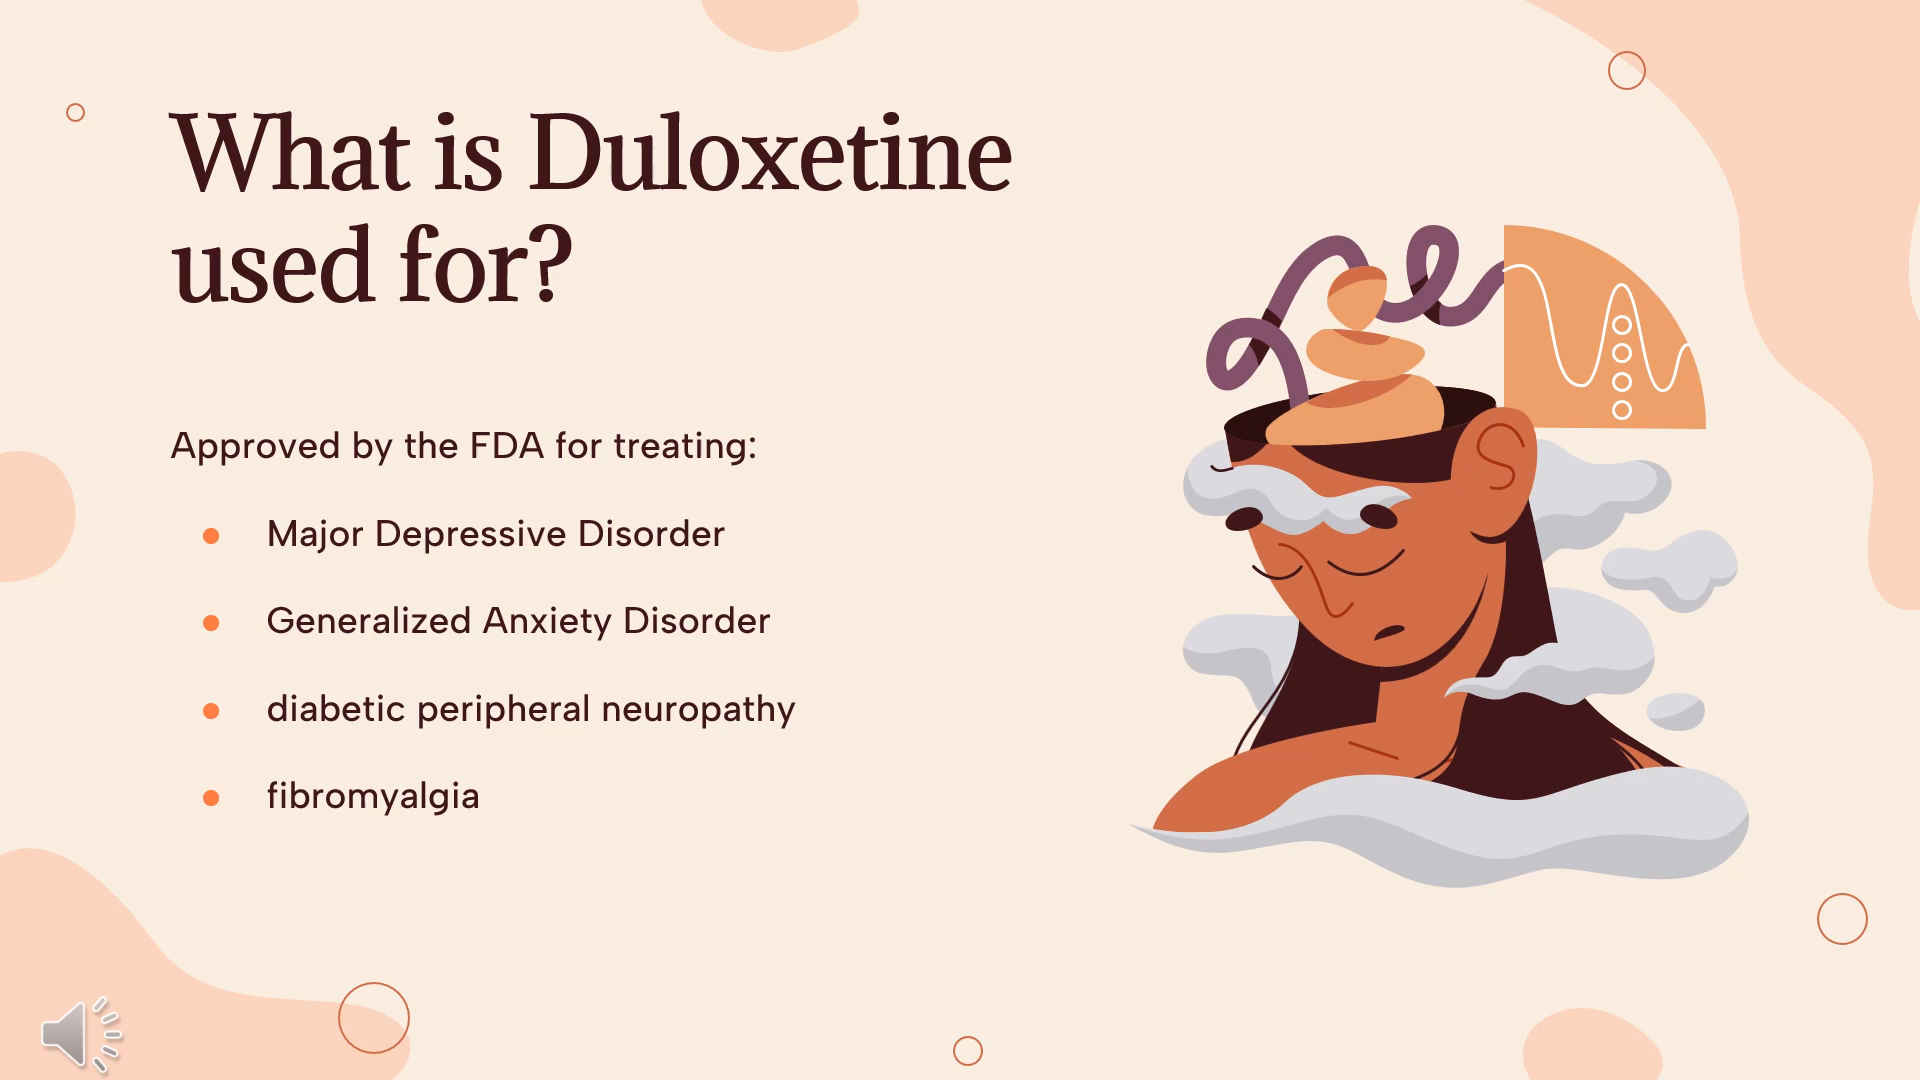 What is Duloxetine
used for?
Approved by the FDA for treating:
Major Depressive Disorder
Generalized Anxiety Disorder
diabetic peripheral neuropathy
fibromyalgia